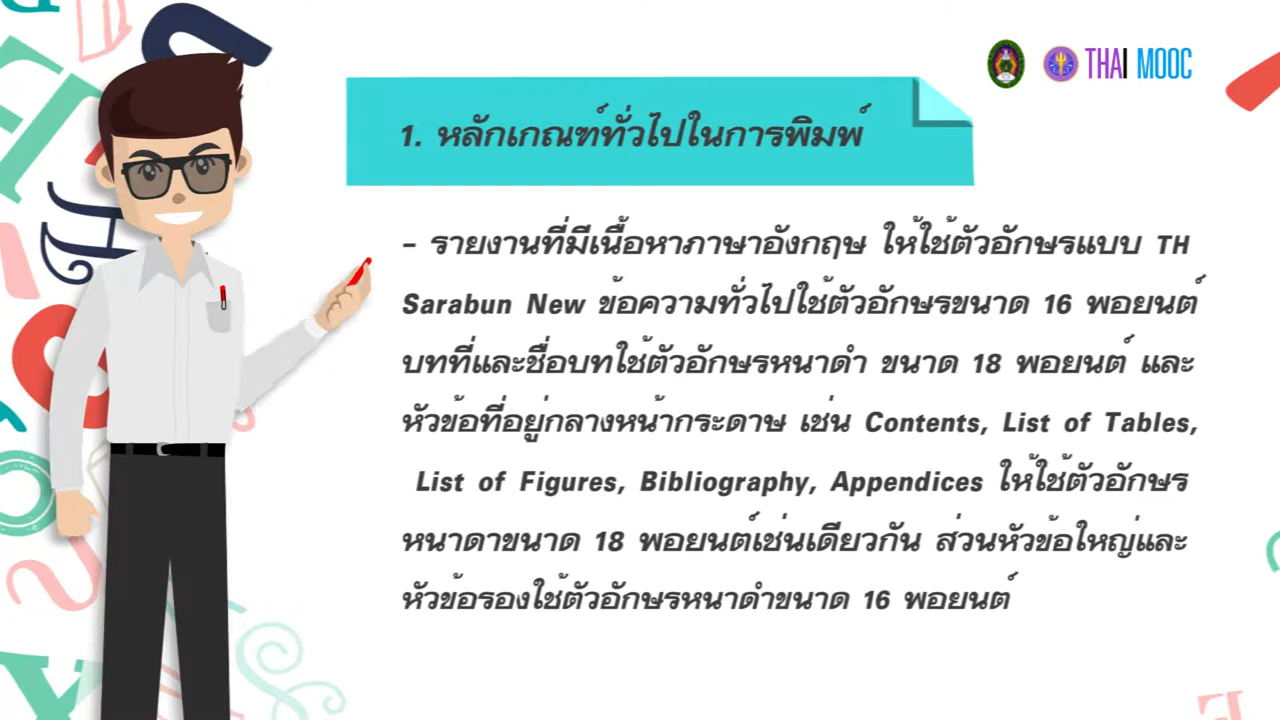 THAI MOOC
1. หลักเกณฑ์ทั่วไปในการพิมพ์
- รายงานที่มีเนื้อหาภาษาอังกฤษ ให้ใช้ตัวอักษรแบบ TH
Sarabun New ข้อความทั่วไปใช้ตัวอักษรขนาด 16 พอยนต์
บทที่และชื่อบทใช้ตัวอักษรหนาดำ ขนาด 18 พอยนต์ และ
หัวข้อที่อยู่กลางหน้ากระดาษ เช่น Contents, List of Tables,
List of Figures, Bibliography, Appendices ให้ใช้ตัวอักษร
หนาดาขนาด 18 พอยนต์เช่นเดียวกัน ส่วนหัวข้อใหญ่และ
หัวข้อรองใช้ตัวอักษรหนาดำขนาด 16 พอยนต์